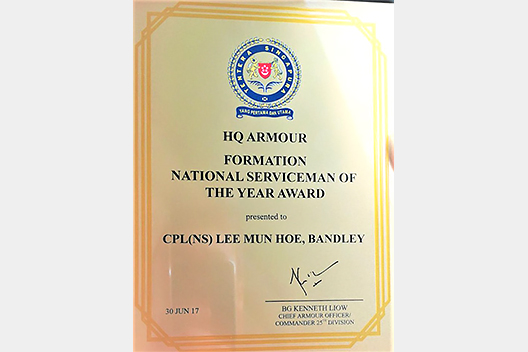 TENTERA SINGAPURA
YANG PERTAMA DAN UTAMA
HQ ARMOUR
FORMATION
NATIONAL SERVICEMAN OF
THE YEAR AWARD
presented to
CPL(NS) LEE MUN HOE, BANDLEY
30 JUN 17
BG KENNETH LIOW
CHIEF ARMOUR OFFICER/
COMMANDER 25TH DIVISION